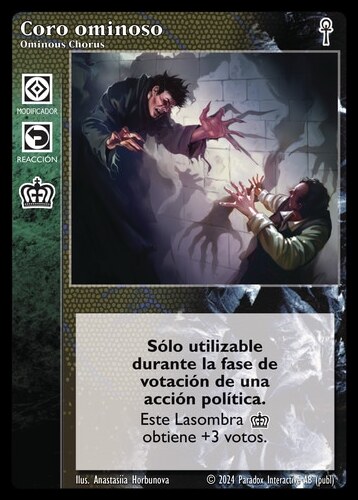 Coro ominoso
Ominous Chorus
MODIFICADOR
REACCIÓN
Sólo utilizable
durante la fase de
votación de una
acción política.
Este Lasombra
obtiene +3 votos.
Ilus. Anastasiia Horbunova
© 2024 Paradox Interactive AB (publ)